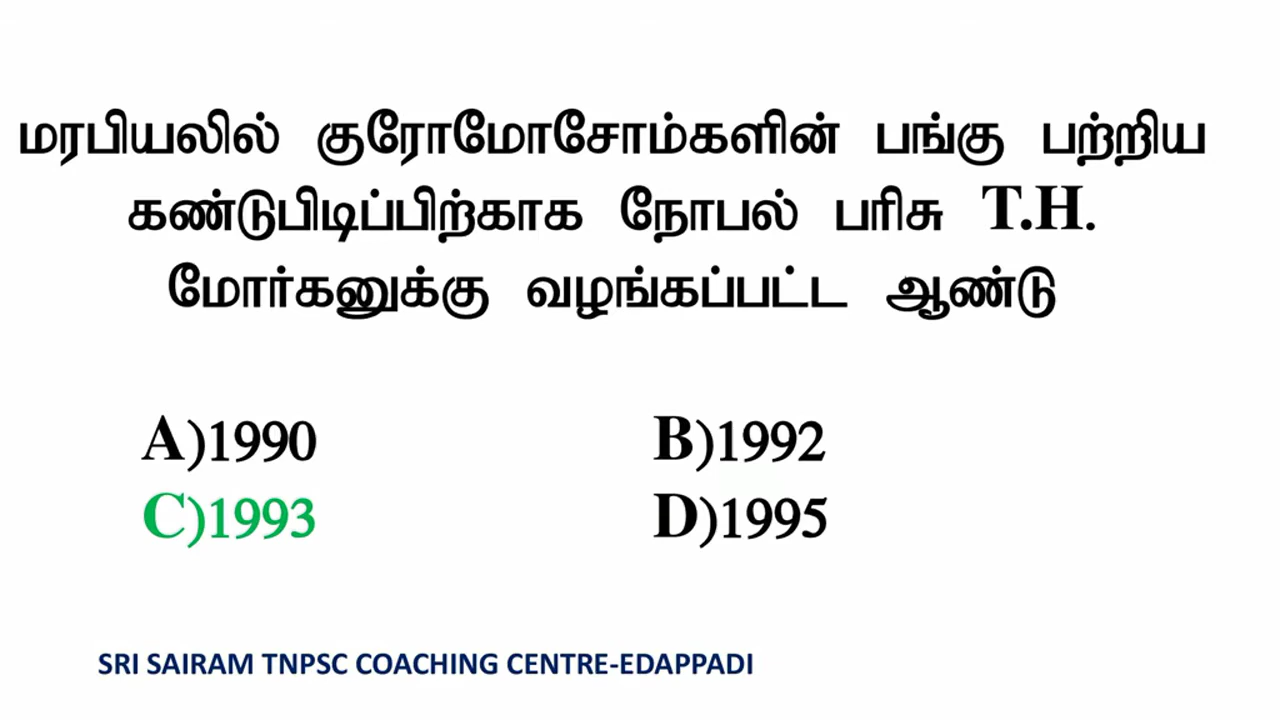 மரபியலில் குரோமோசோம்களின் பங்கு பற்றிய
கண்டுபிடிப்பிற்காக நோபல் பரிசு T.H.
மோர்கனுக்கு வழங்கப்பட்ட ஆண்டு
A)1990 B)1992
C)1993 D)1995
SRI SAIRAM TNPSC COACHING CENTRE-EDAPPADI